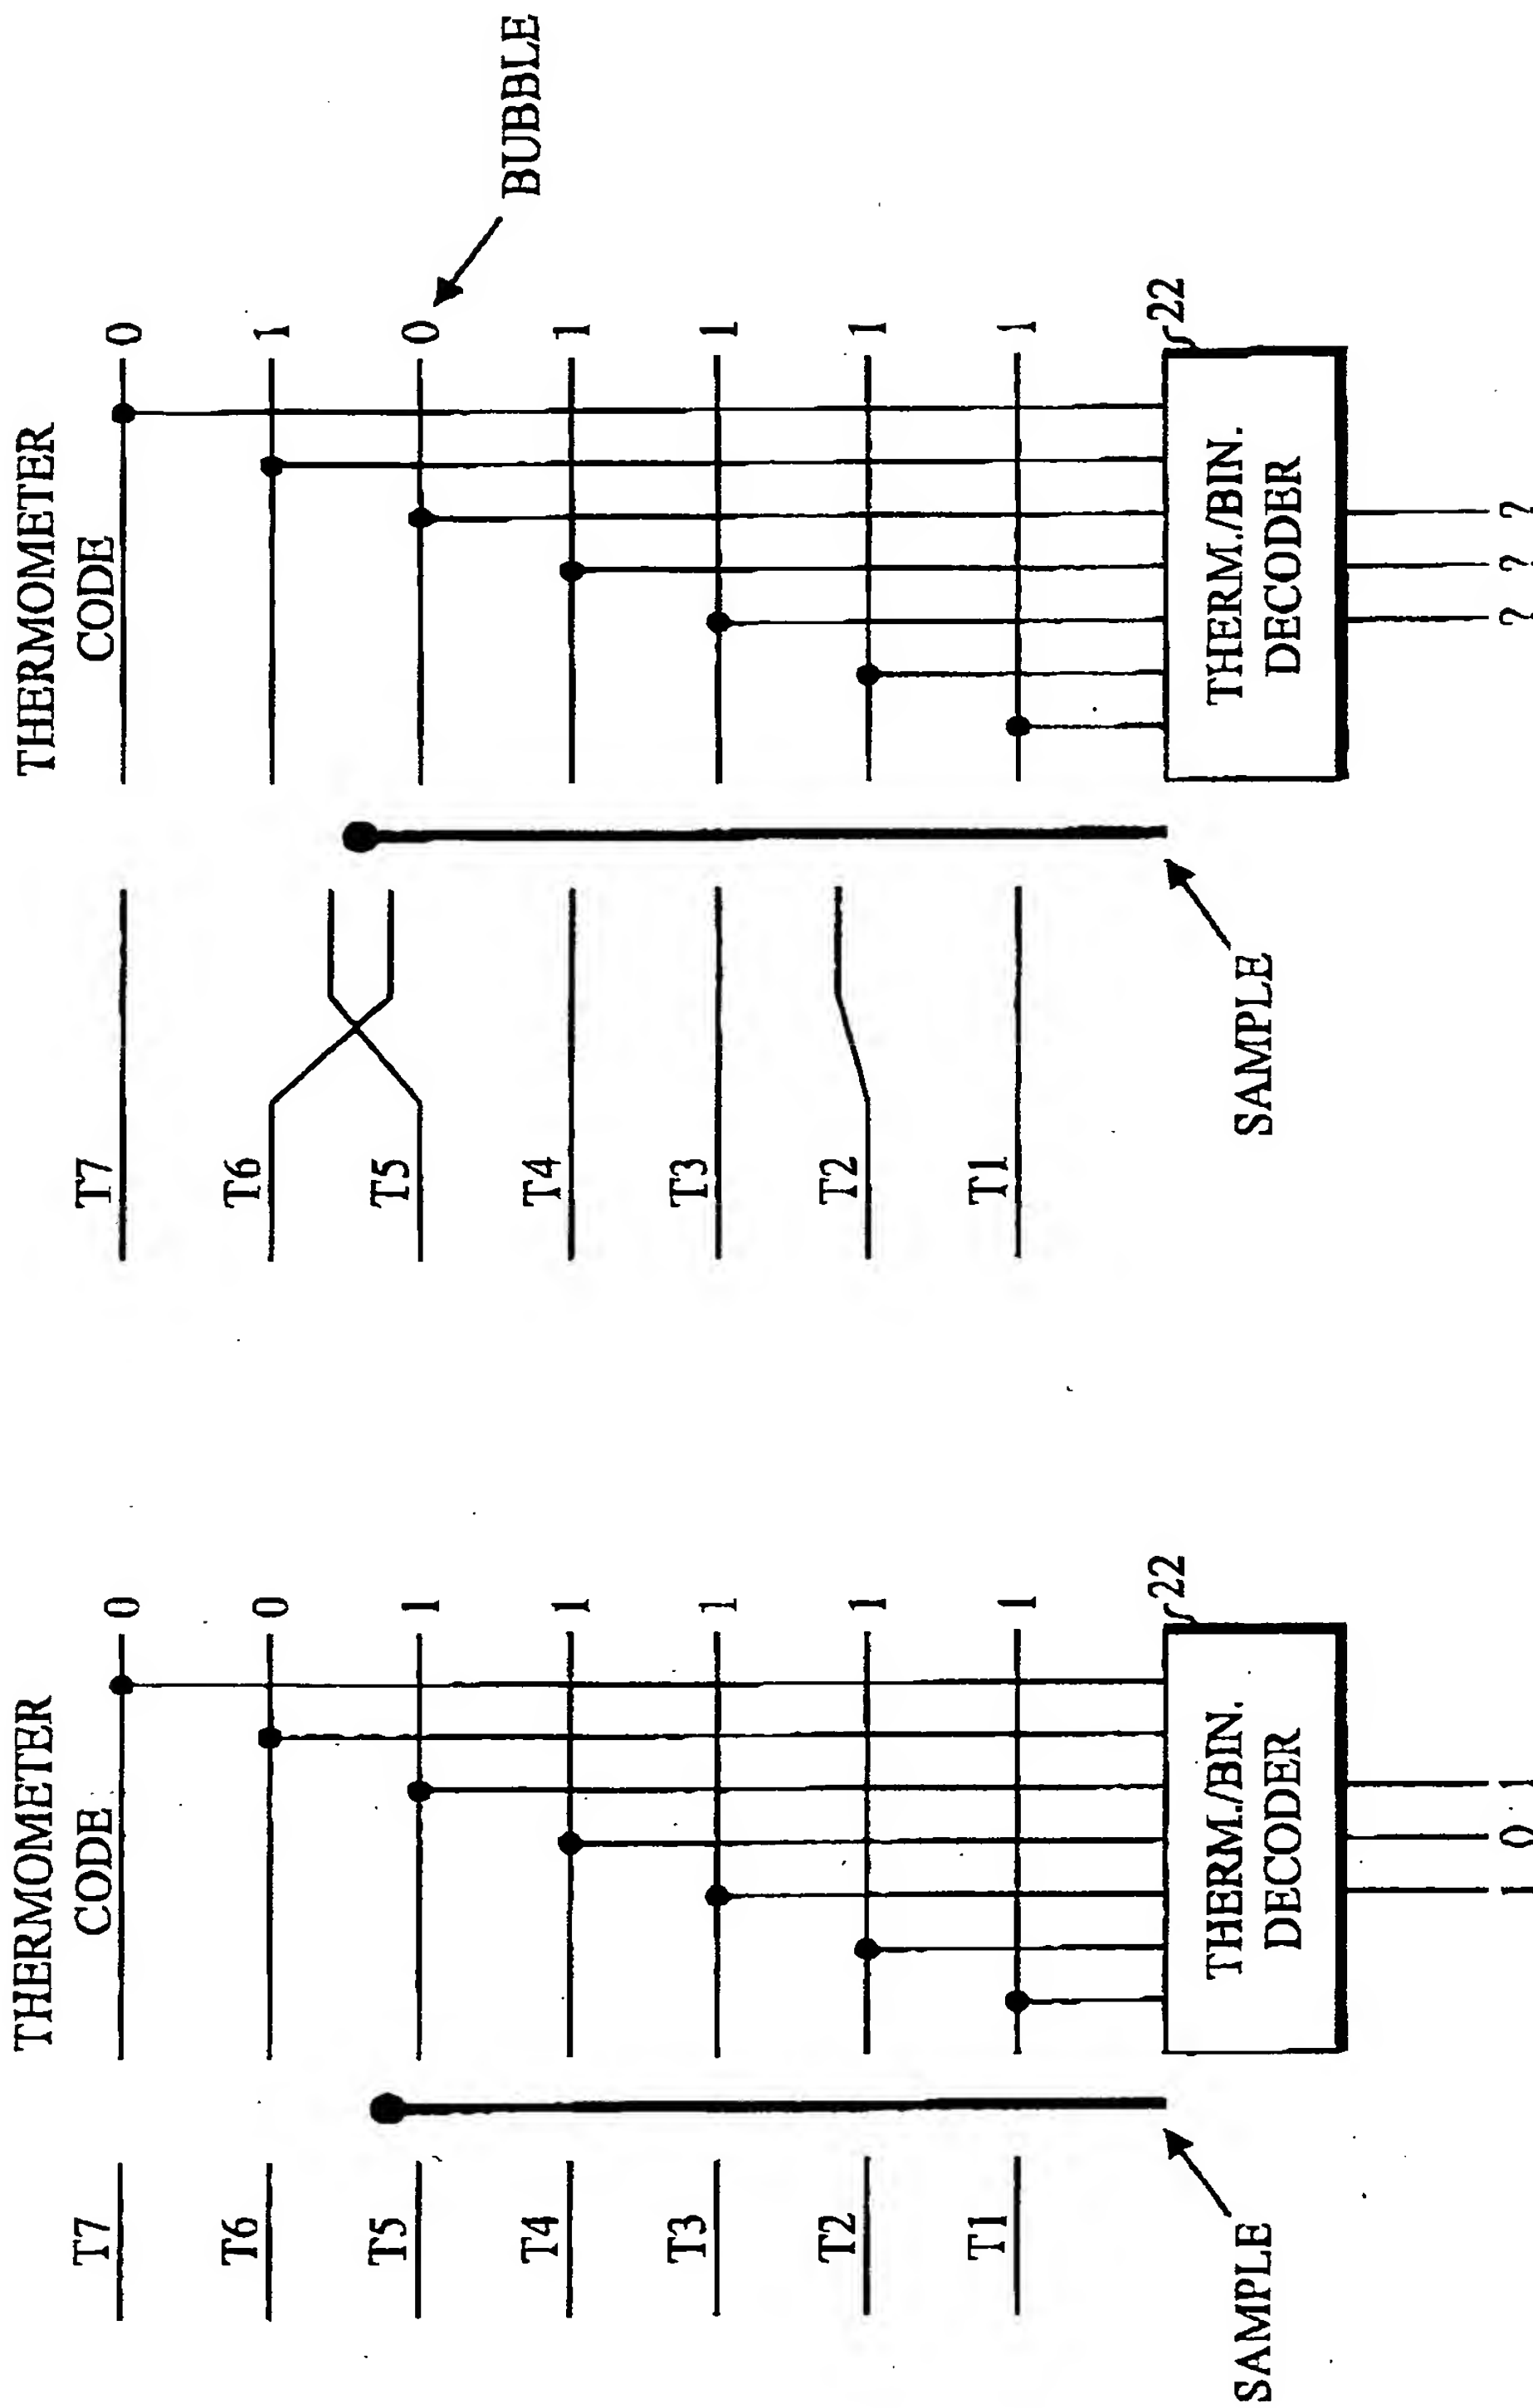 THERMOMETER
CODE
T7 0
T6 0
T5 1
T4 1
T3 1
T2 1
T1 1
22
THERM./BIN.
DECODER
SAMPLE
1 0 1
THERMOMETER
CODE
T7 0
T6 1
T5 0
BUBBLE
T4 1
T3 1
T2 1
T1 1
22
THERM./BIN.
DECODER
SAMPLE
? ? ?